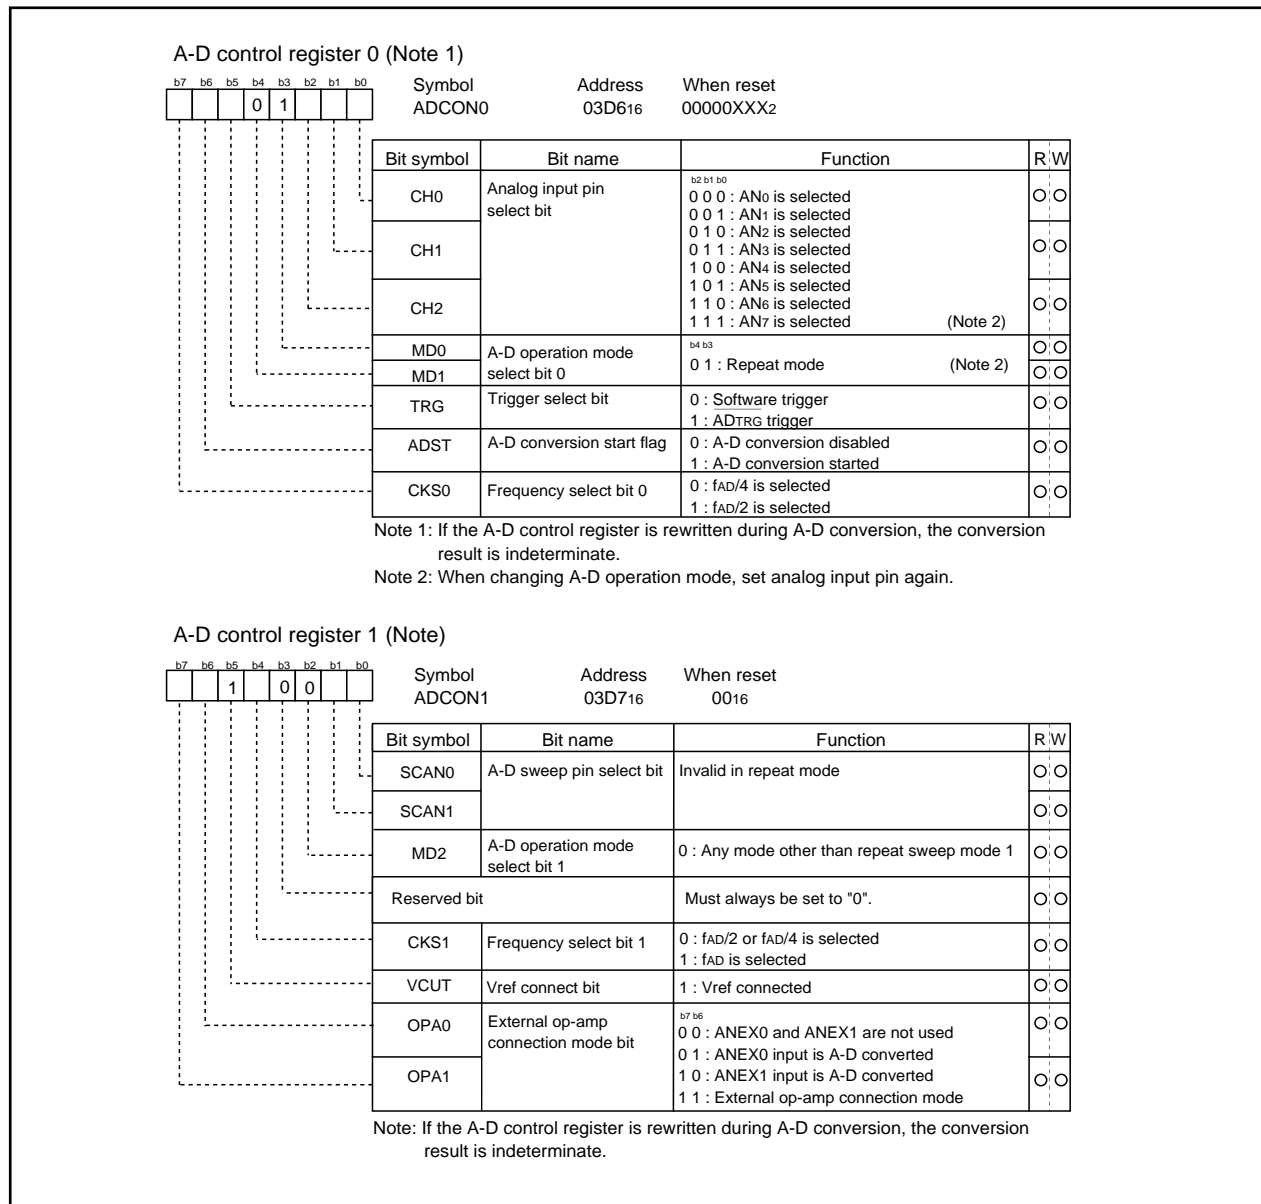 A-D control register 0 (Note 1)
b7 b6 b5 b4 b3 b2 b1 b0
0 1
Symbol Address When reset
ADCON0 03D616 00000XXX2
Bit symbol Bit name Function R W
CH0 Analog input pin select bit
b2 b1 b0
0 0 0 : AN0 is selected
0 0 1 : AN1 is selected
0 1 0 : AN2 is selected
CH1 0 1 1 : AN3 is selected
1 0 0 : AN4 is selected
1 0 1 : AN5 is selected
CH2 1 1 0 : AN6 is selected
1 1 1 : AN7 is selected (Note 2)
MD0 A-D operation mode select bit 0
b4 b3
MD1 0 1 : Repeat mode (Note 2)
TRG Trigger select bit 0 : Software trigger
1 : ADTRG trigger
ADST A-D conversion start flag 0 : A-D conversion disabled
1 : A-D conversion started
CKS0 Frequency select bit 0 0 : fAD/4 is selected
1 : fAD/2 is selected
Note 1: If the A-D control register is rewritten during A-D conversion, the conversion
result is indeterminate.
Note 2: When changing A-D operation mode, set analog input pin again.
A-D control register 1 (Note)
b7 b6 b5 b4 b3 b2 b1 b0
1 0 0
Symbol Address When reset
ADCON1 03D716 0016
Bit symbol Bit name Function R W
SCAN0 A-D sweep pin select bit Invalid in repeat mode
SCAN1
MD2 A-D operation mode select bit 1 0 : Any mode other than repeat sweep mode 1
Reserved bit Must always be set to "0".
CKS1 Frequency select bit 1 0 : fAD/2 or fAD/4 is selected
1 : fAD is selected
VCUT Vref connect bit 1 : Vref connected
OPA0 External op-amp connection mode bit
b7 b6
0 0 : ANEX0 and ANEX1 are not used
0 1 : ANEX0 input is A-D converted
OPA1 1 0 : ANEX1 input is A-D converted
1 1 : External op-amp connection mode
Note: If the A-D control register is rewritten during A-D conversion, the conversion
result is indeterminate.